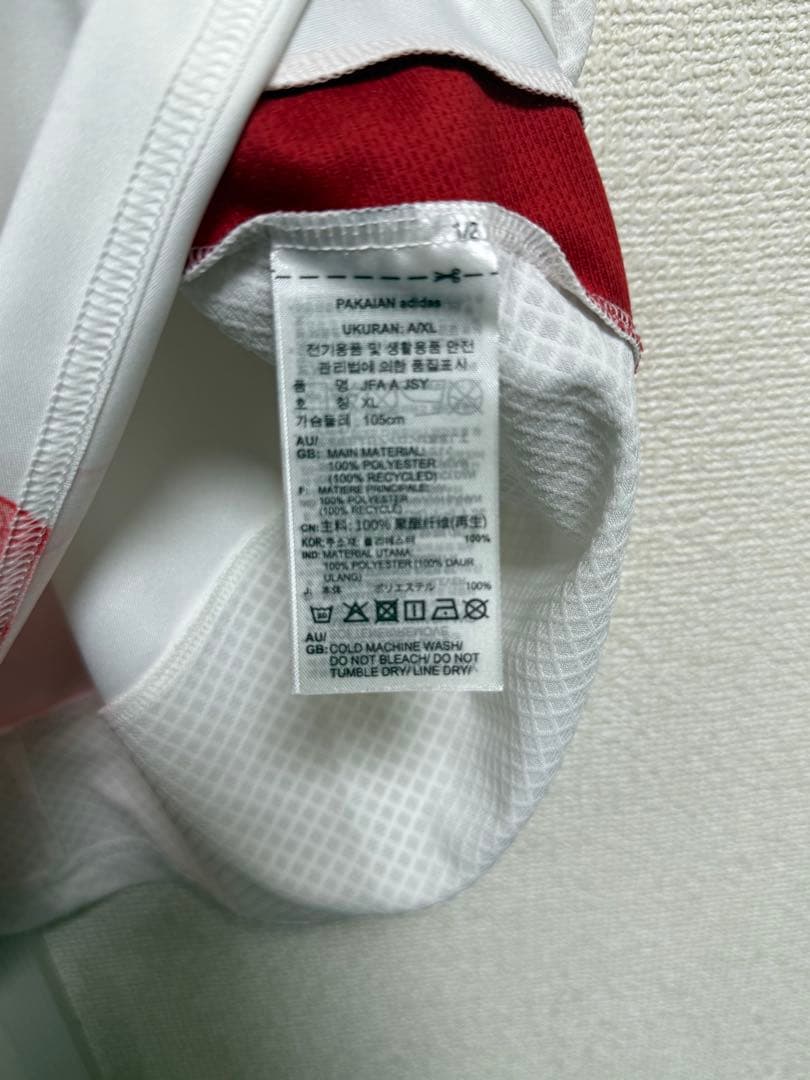 1/2
PAKAIAN adidas
UKURAN: A/XL
전기용품 및 생활용품 안전
관리법에 의한 품질표시
품 명 JFA A JSY
호 칭 XL
가슴둘레 105cm
AU/
GB: MAIN MATERIAL:
100% POLYESTER
(100% RECYCLED)
F: MATIERE PRINCIPALE:
100% POLYESTER
(100% RECYCLE)
CN: 主料: 100% 聚酯纤维(再生)
KOR: 주소재: 폴리에스터 100%
IND: MATERIAL UTAMA:
100% POLYESTER (100% DAUR
ULANG)
J: 本体 ポリエステル 100%
30
AU/
GB: COLD MACHINE WASH/
DO NOT BLEACH/ DO NOT
TUMBLE DRY/ LINE DRY/